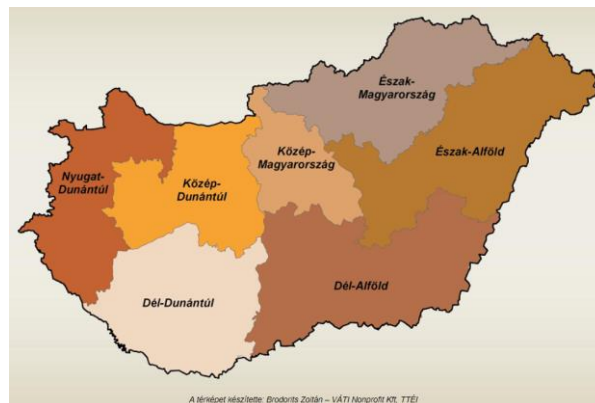 Észak-
Magyarország
Észak-Alföld
Nyugat-
Dunántúl
Közép-
Dunántúl
Közép-
Magyarország
Dél-Dunántúl
Dél-Alföld
A térképet készítette: Brodorits Zoltán – VÁTI Nonprofit Kft. TTÉI